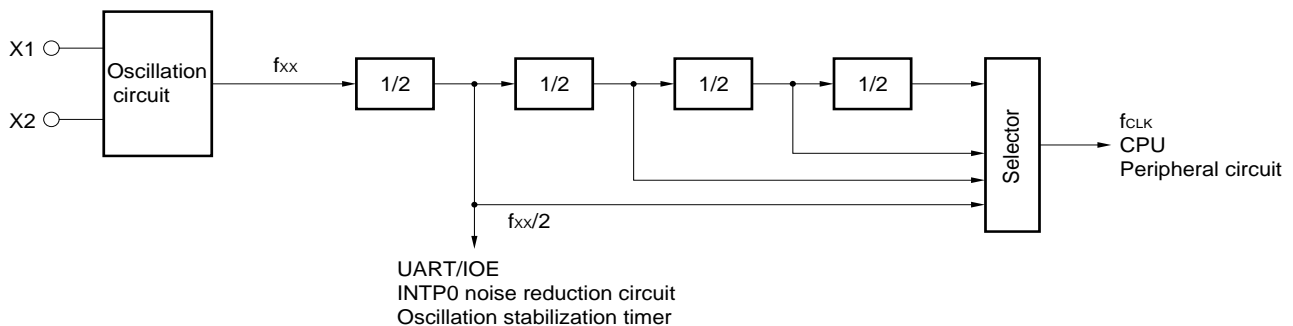 X1
X2
Oscillation
circuit
fXX
1/2
1/2
1/2
1/2
Selector
fCLK
CPU
Peripheral circuit
fXX/2
UART/IOE
INTP0 noise reduction circuit
Oscillation stabilization timer